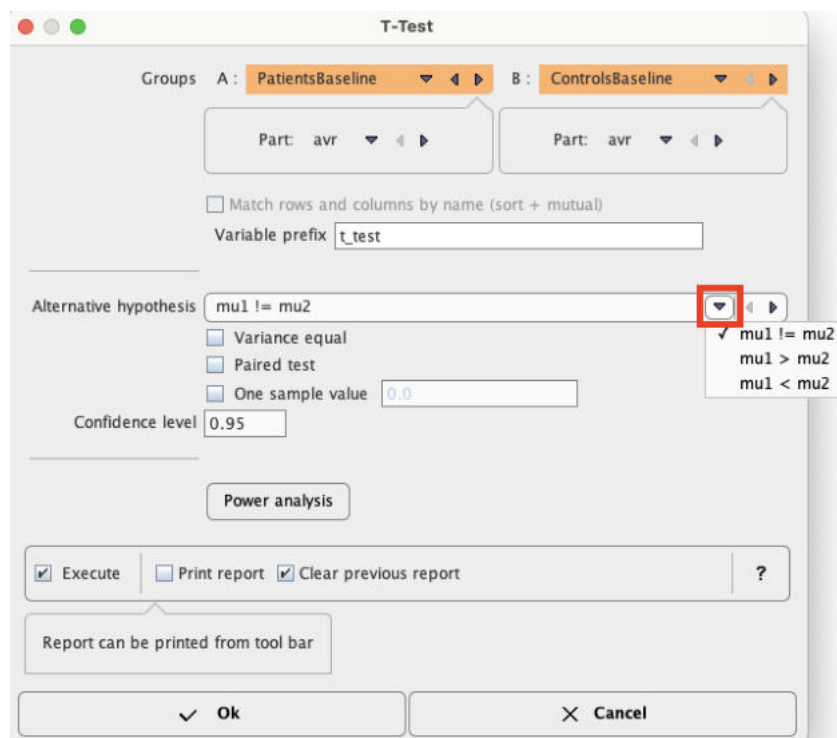 T-Test
Groups A : PatientsBaseline B : ControlsBaseline
Part: avr Part: avr
Match rows and columns by name (sort + mutual)
Variable prefix t_test
Alternative hypothesis mu1 != mu2
✓ mu1 != mu2
Variance equal
mu1 > mu2
Paired test
mu1 < mu2
One sample value 0.0
Confidence level 0.95
Power analysis
Execute Print report Clear previous report ?
Report can be printed from tool bar
Ok Cancel